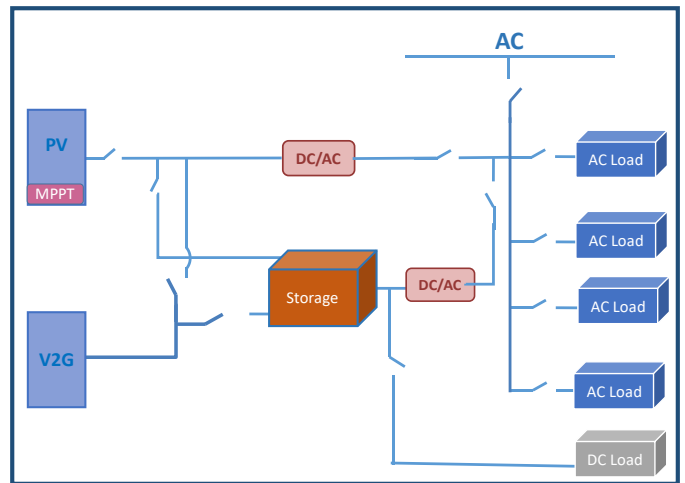 AC
PV
MPPT
DC/AC
AC Load
AC Load
Storage
DC/AC
AC Load
V2G
AC Load
DC Load